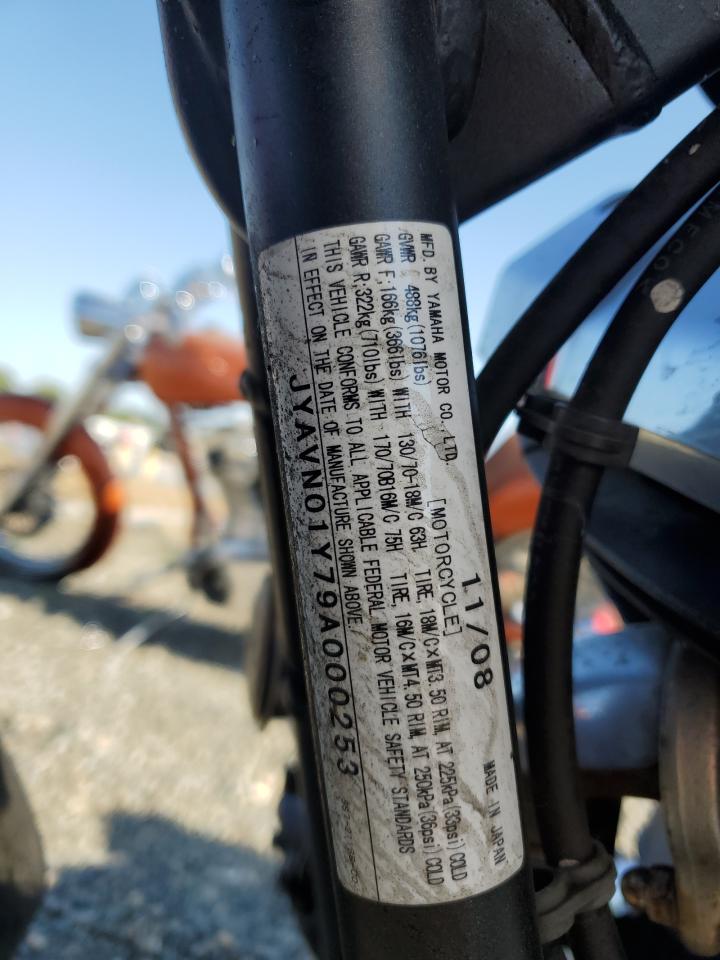 MFD. BY YAMAHA MOTOR CO., LTD. 11/08 MADE IN JAPAN
[MOTORCYCLE]
GVWR : 488kg(1076lbs)
GAWR F:166kg(366lbs) WITH 130/70-18M/C 63H TIRE, 18M/C×MT3.50 RIM, AT 225kPa(33psi) COLD
GAWR R:322kg(710lbs) WITH 170/70B16M/C 75H TIRE, 16M/C×MT4.50 RIM, AT 250kPa(36psi) COLD
THIS VEHICLE CONFORMS TO ALL APPLICABLE FEDERAL MOTOR VEHICLE SAFETY STANDARDS
IN EFFECT ON THE DATE OF MANUFACTURE SHOWN ABOVE.
JYAVN01Y79A000253